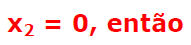 x₂ = 0, então